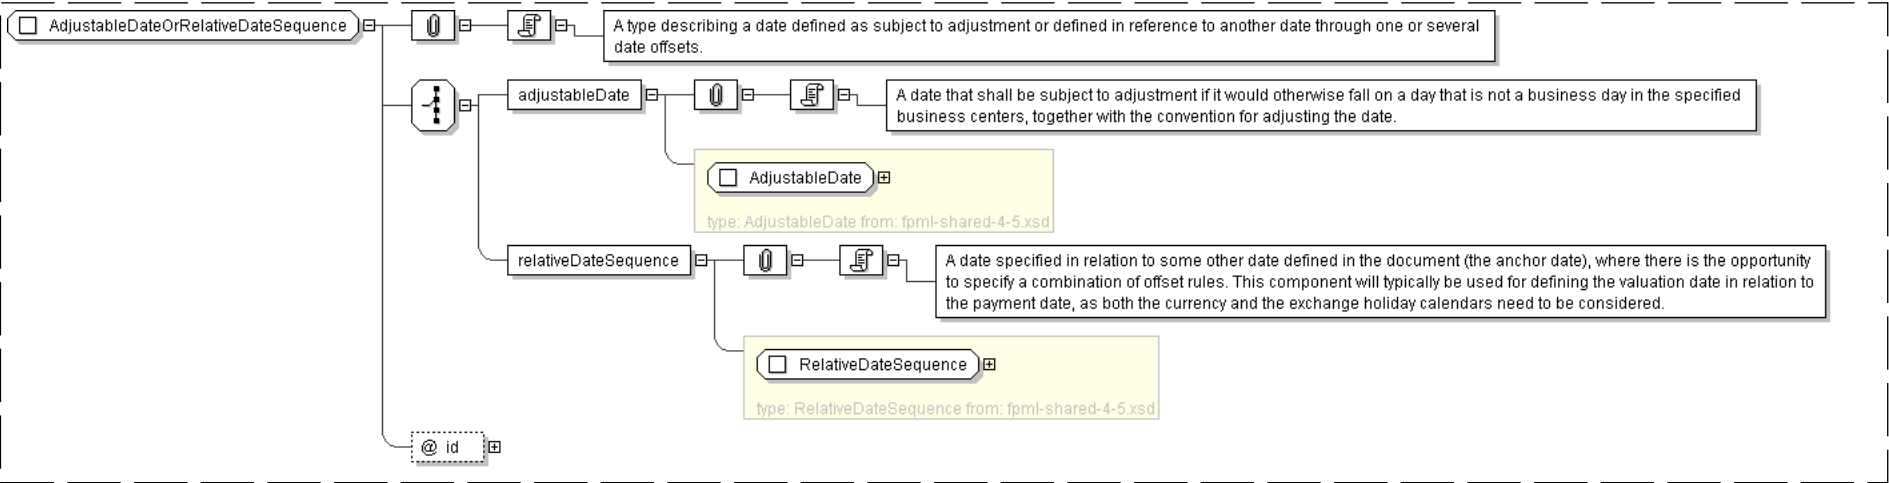 AdjustableDateOrRelativeDateSequence
A type describing a date defined as subject to adjustment or defined in reference to another date through one or several
date offsets.
adjustableDate
A date that shall be subject to adjustment if it would otherwise fall on a day that is not a business day in the specified
business centers, together with the convention for adjusting the date.
AdjustableDate
type: AdjustableDate from: fpml-shared-4-5.xsd
relativeDateSequence
A date specified in relation to some other date defined in the document (the anchor date), where there is the opportunity
to specify a combination of offset rules. This component will typically be used for defining the valuation date in relation to
the payment date, as both the currency and the exchange holiday calendars need to be considered.
RelativeDateSequence
type: RelativeDateSequence from: fpml-shared-4-5.xsd
@ id